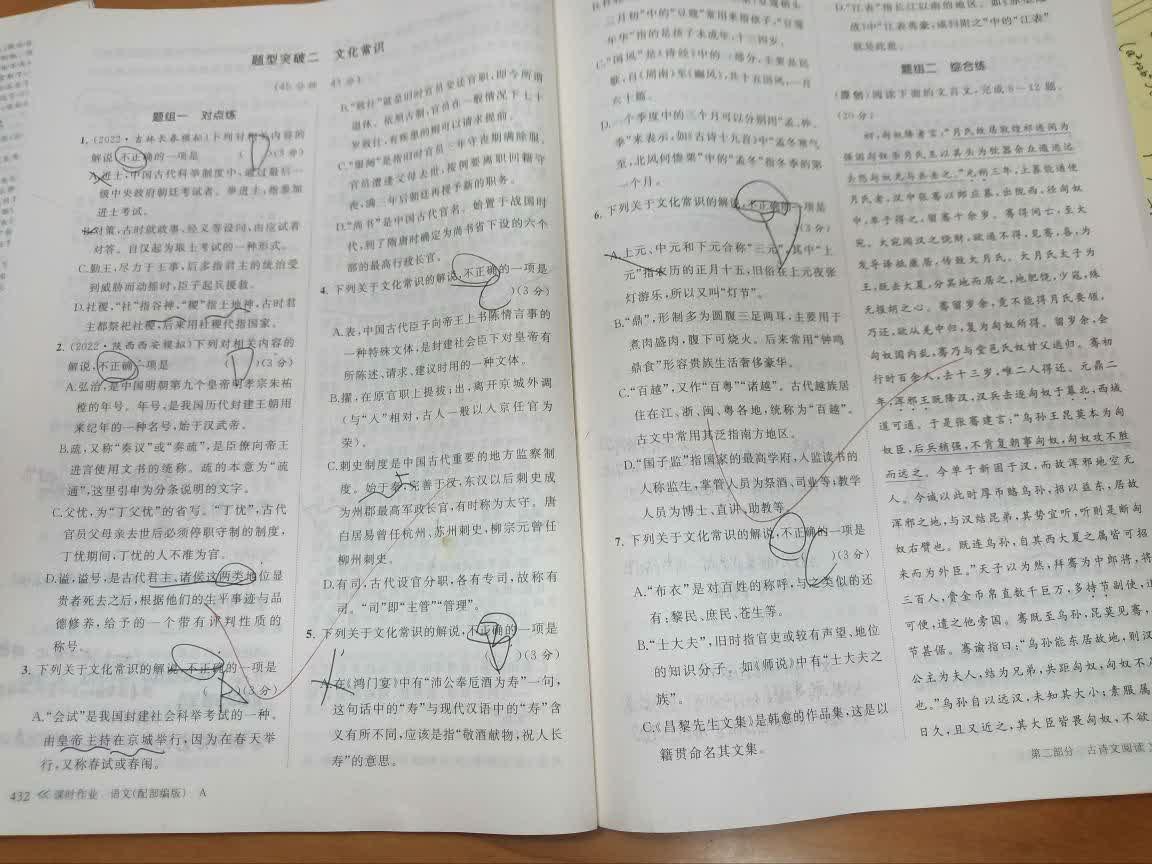 题型突破二 文化常识
(45分钟 45分)
题组一 对点练
1. (2022·吉林长春模拟)下列对相关内容的
解说,不正确的一项是 ( D )(3分)
A.进士,中国古代科举制度中,通过最后一
级中央政府朝廷考试者。举进士,指参加
进士考试。
B.对策,古时就政事、经义等设问,由应试者
对答。自汉起为取士考试的一种形式。
C.勤王,尽力于王事,后多指君主的统治受
到威胁而动摇时,臣子起兵援救。
D.社稷,“社”指谷神,“稷”指土地神,古时君
主都祭祀社稷,后来用社稷代指国家。
2. (2022·陕西西安模拟)下列对相关内容的
解说,不正确的一项是 ( D )(3分)
A.弘治,是中国明朝第九个皇帝明孝宗朱祐
樘的年号。年号,是我国历代封建王朝用
来纪年的一种名号,始于汉武帝。
B.疏,又称“奏议”或“奏疏”,是臣僚向帝王
进言使用文书的统称。疏的本意为“疏
通”,这里引申为分条说明的文字。
C.父忧,为“丁父忧”的省写。“丁忧”,古代
官员父母亲去世后必须停职守制的制度,
丁忧期间,丁忧的人不准为官。
D.谥,谥号,是古代君主、诸侯这两类地位显
贵者死去之后,根据他们的生平事迹与品
德修养,给予的一个带有评判性质的
称号。
3. 下列关于文化常识的解说,不正确的一项是
( A )(3分)
A.“会试”是我国封建社会科举考试的一种。
由皇帝主持在京城举行,因为在春天举
行,又称春试或春闱。
432 《课时作业 语文(配部编版) A
B.“致仕”就是旧时官员交还官职,即今所谓
退休。依照古制,官员在一般情况下七十
岁致仕,有疾患的则可以请求提前。
C.“服阕”是指旧时官员三年守丧期满除服。
官员遭逢父母去世,按例要离职回籍守
丧,满三年后朝廷再授予新的职务。
D.“尚书”是中国古代官名。始置于战国时
代,到了隋唐时确定为尚书省下设的六个
部的最高行政长官。
4. 下列关于文化常识的解说,不正确的一项是
( C )(3分)
A.表,中国古代臣子向帝王上书陈情言事的
一种特殊文体,是封建社会臣下对皇帝有
所陈述、请求、建议时用的一种文体。
B.擢,在原官职上提拔;出,离开京城外调
(与“入”相对,古人一般以入京任官为
荣)。
C.刺史制度是中国古代重要的地方监察制
度。始于秦,完善于汉,东汉以后刺史成
为州郡最高军政长官,有时称为太守。唐
白居易曾任杭州、苏州刺史,柳宗元曾任
柳州刺史。
D.有司,古代设官分职,各有专司,故称有
司。“司”即“主管”“管理”。
5. 下列关于文化常识的解说,不正确的一项是
( )(3分)
A.在《鸿门宴》中有“沛公奉卮酒为寿”一句,
这句话中的“寿”与现代汉语中的“寿”含
义有所不同,应该是指“敬酒献物,祝人长
寿”的意思。
三月初”中的“豆蔻”常用来指孩子。“豆蔻
年华”指的是孩子未成年,十三四岁。
C.“国风”是《诗经》中的一部分,主要是民
歌,自《周南》至《豳风》,共十五国风,一百
六十篇。
D.一个季度中的三个月可以分别用“孟、仲、
季”来表示,如《古诗十九首》中“孟冬寒气
至,北风何惨栗”中的“孟冬”指冬季的第
一个月。
6. 下列关于文化常识的解说,不正确的一项是
(3分)
A.上元、中元和下元合称“三元”,其中“上
元”指农历的正月十五,旧俗在上元夜张
灯游乐,所以又叫“灯节”。
B.“鼎”,形制多为圆腹三足两耳,主要用于
煮肉盛肉,腹下可烧火。后来常用“钟鸣
鼎食”形容贵族生活奢侈豪华。
C.“百越”,又作“百粤”“诸越”。古代越族居
住在江、浙、闽、粤各地,统称为“百越”。
古文中常用其泛指南方地区。
D.“国子监”指国家的最高学府,入监读书的
人称监生,掌管人员为祭酒、司业等;教学
人员为博士、直讲、助教等。
7. 下列关于文化常识的解说,不正确的一项是
( )(3分)
A.“布衣”是对百姓的称呼,与之类似的还
有:黎民、庶民、苍生等。
B.“士大夫”,旧时指官吏或较有声望、地位
的知识分子。如《师说》中有“士大夫之
族”。
C.《昌黎先生文集》是韩愈的作品集,这是以
籍贯命名其文集。
D.“江表”指长江以南的地区。
就是此意。
题组二 综合练
(原创)阅读下面的文言文,完成8～12题。
(20分)
初,匈奴降者言:“月氏故居敦煌祁连间为
强国匈奴攻破月氏王以其头为饮器余众遁远
去怨匈奴无与共击之。”元朔三年,上募能通使
月氏者,汉中张骞以郎应募,出陇西,径匈奴
中,单于得之,留骞十余岁。骞得间亡,至大
宛。大宛闻汉之饶财,欲通不得,见骞,喜,为
发导译抵康居,传致大月氏。大月氏太子为
王,既击大夏,分其地而居之,地肥饶,少寇,殊
无报胡之心。骞留岁余,竟不能得月氏要领,
乃还,欲从羌中归,复为匈奴所得。留岁余,会
匈奴国内乱,骞乃与堂邑氏奴甘父逃归。骞初
行时百余人,去十三岁,唯二人得还。元鼎二
年,浑邪王既降汉,汉兵击逐匈奴于幕北,西域
道可通。于是张骞建言:“乌孙王昆莫本为匈
奴臣,后兵稍强,不肯复朝事匈奴,匈奴攻不胜
而远之。今单于新困于汉,而故浑邪地空无
人。今诚以此时厚币赂乌孙,招以益东,居故
浑邪之地,与汉结昆弟,其势宜听,听则是断匈
奴右臂也。既连乌孙,自其西大夏之属皆可招
来而为外臣。”天子以为然,拜骞为中郎将,将
三百人,赍金币帛直数千巨万,多持节副使,道
可便,遣之他旁国。骞既至乌孙,昆莫见骞,
节甚倨。骞谕指曰:“乌孙能东居故地,则汉
公主为夫人,结为兄弟,共距匈奴,匈奴不
也。”乌孙自以远汉,未知其大小;素服属
日久,且又近之,其大臣皆畏匈奴,不欲
第二部分 古诗文阅读